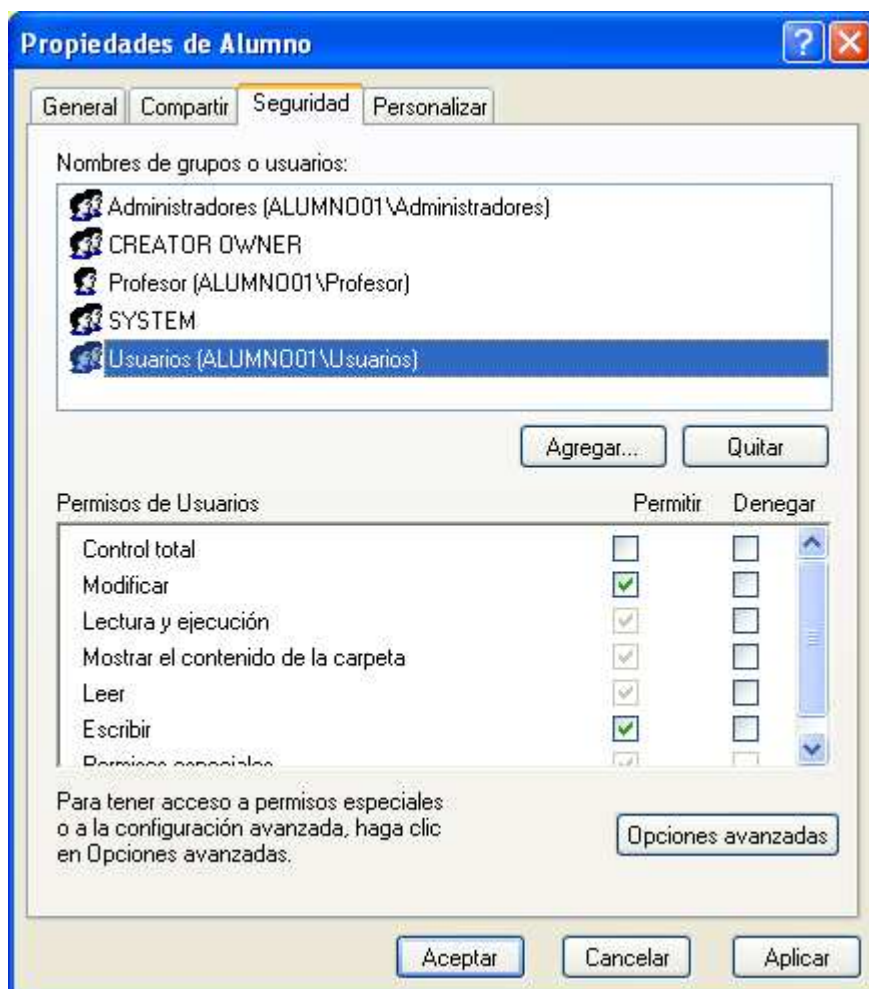 Propiedades de Alumno
General Compartir Seguridad Personalizar
Nombres de grupos o usuarios:
Administradores (ALUMNO01\Administradores)
CREATOR OWNER
Profesor (ALUMNO01\Profesor)
SYSTEM
Usuarios (ALUMNO01\Usuarios)
Agregar... Quitar
Permisos de Usuarios Permitir Denegar
Control total
Modificar
Lectura y ejecución
Mostrar el contenido de la carpeta
Leer
Escribir
Permisos especiales
Para tener acceso a permisos especiales
o a la configuración avanzada, haga clic
en Opciones avanzadas.
Opciones avanzadas
Aceptar Cancelar Aplicar